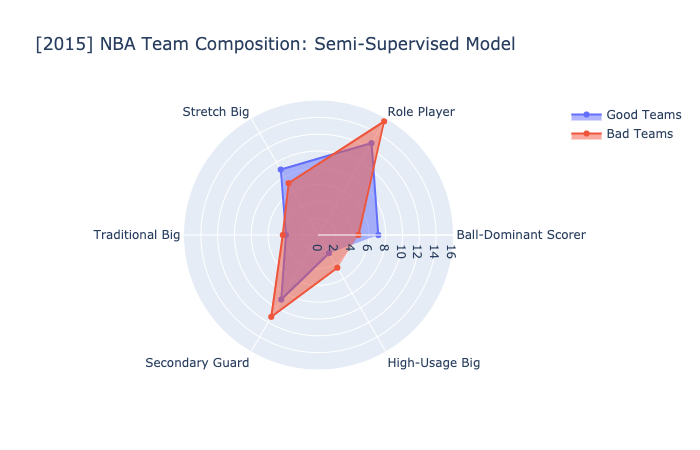 [2015] NBA Team Composition: Semi-Supervised Model
Stretch Big
Role Player
Good Teams
Bad Teams
Traditional Big
Ball-Dominant Scorer
0 2 4 6 8 10 12 14 16
Secondary Guard
High-Usage Big